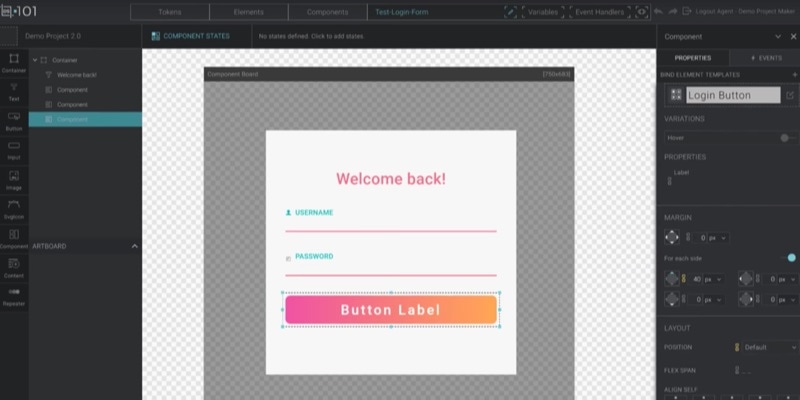 101
Tokens
Elements
Components
Test-Login-Form
Variables
Event Handlers
Logout Agent - Demo Project Maker
Demo Project 2.0
COMPONENT STATES
No states defined. Click to add states.
Component
Container
Text
Button
Input
Image
SvgIcon
Component
Content
Repeater
Container
Welcome back!
Component
Component
Component
ARTBOARD
Component Board
[750x683]
Welcome back!
USERNAME
PASSWORD
Button Label
PROPERTIES
EVENTS
BIND ELEMENT TEMPLATES
Login Button
VARIATIONS
Hover
PROPERTIES
Label
MARGIN
0 px
For each side
40 px
0 px
0 px
0 px
LAYOUT
POSITION
Default
FLEX SPAN
_ _
ALIGN SELF